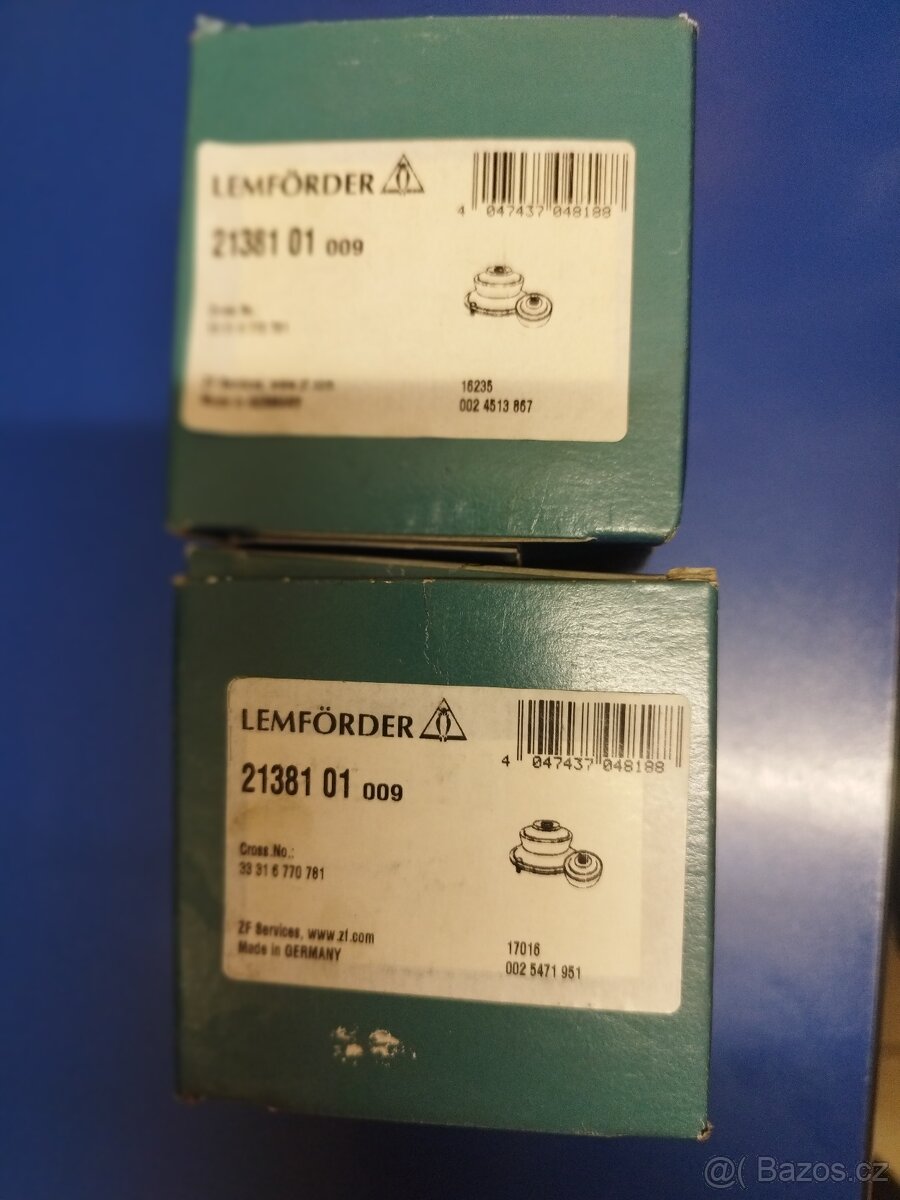 LEMFÖRDER
4 047437 048188
21381 01 009
16235
002 4513 867
LEMFÖRDER
4 047437 048188
21381 01 009
Cross No.:
33 31 6 770 781
ZF Services, www.zf.com
Made in GERMANY
17016
002 5471 951
@( Bazos.cz